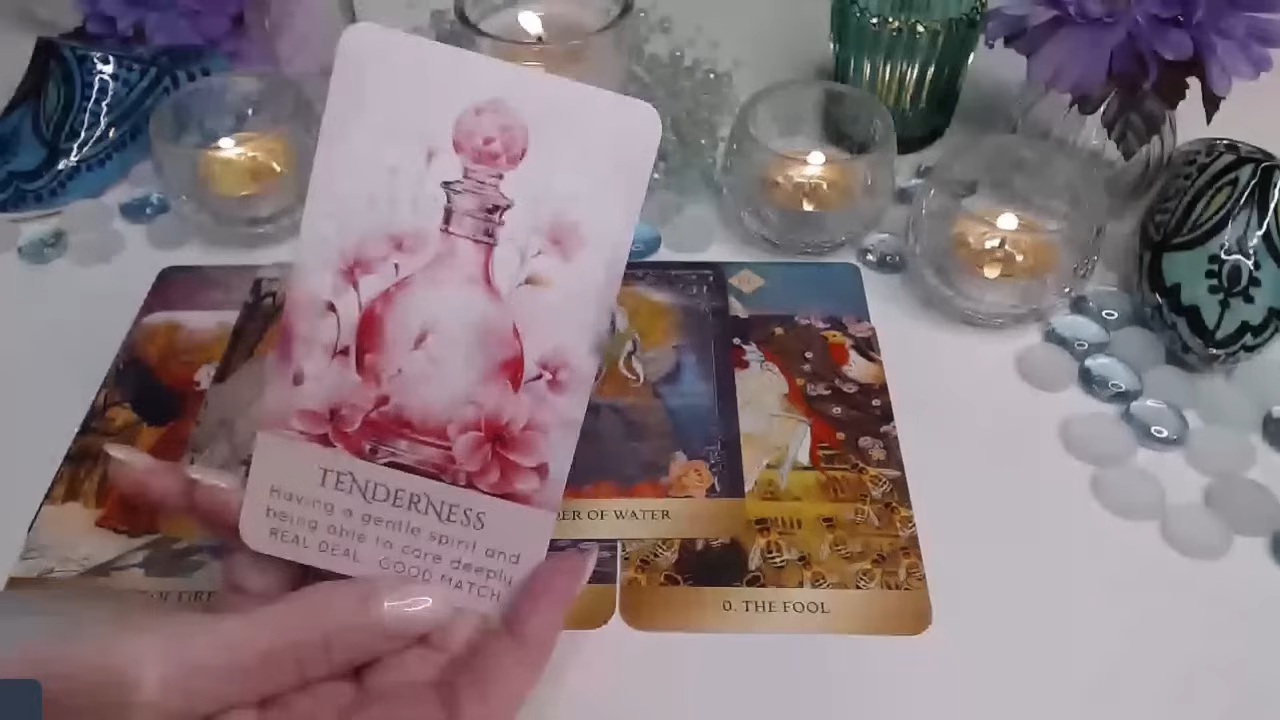 TENDERNESS
Having a gentle spirit and
being able to care deeply
REAL DEAL GOOD MATCH
OF WATER
0. THE FOOL